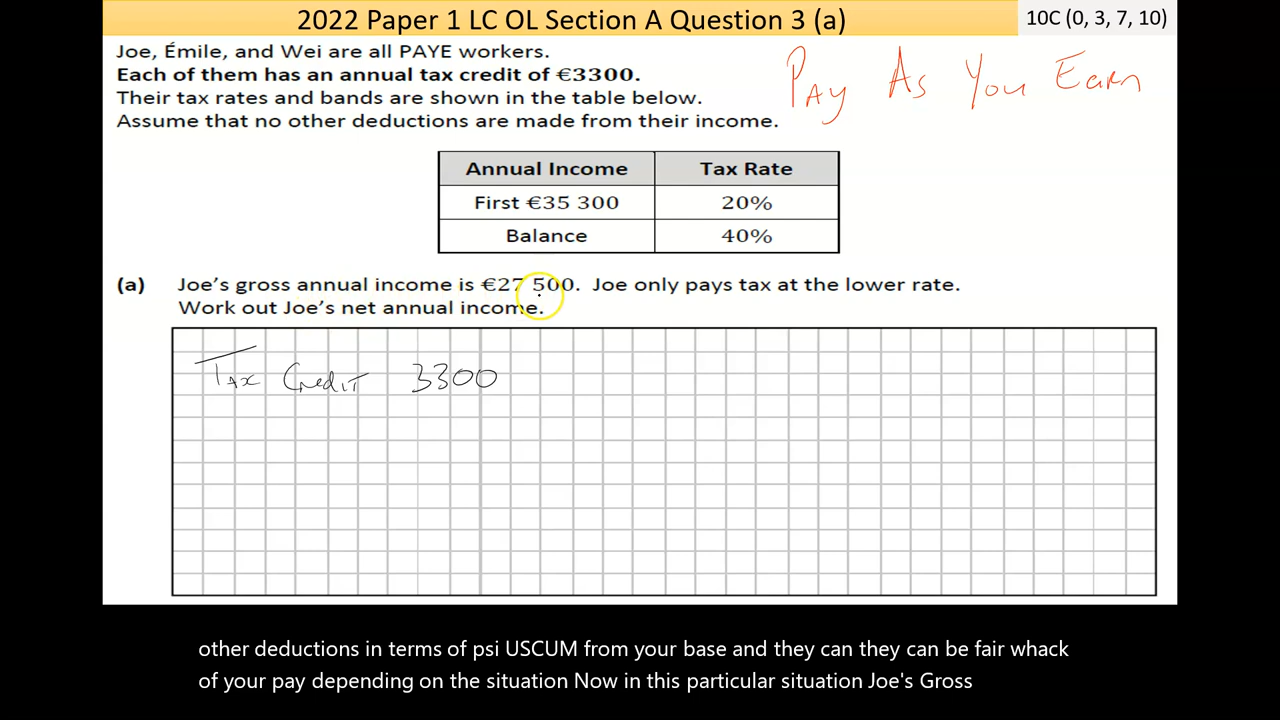 2022 Paper 1 LC OL Section A Question 3 (a)
10C (0, 3, 7, 10)
Joe, Émile, and Wei are all PAYE workers.
Each of them has an annual tax credit of €3300.
Their tax rates and bands are shown in the table below.
Assume that no other deductions are made from their income.
Pay As You Earn
Annual Income Tax Rate
First €35 300 20%
Balance 40%
(a) Joe's gross annual income is €27 500. Joe only pays tax at the lower rate.
Work out Joe's net annual income.
Tax Credit 3300
other deductions in terms of psi USCUM from your base and they can they can be fair whack
of your pay depending on the situation Now in this particular situation Joe's Gross